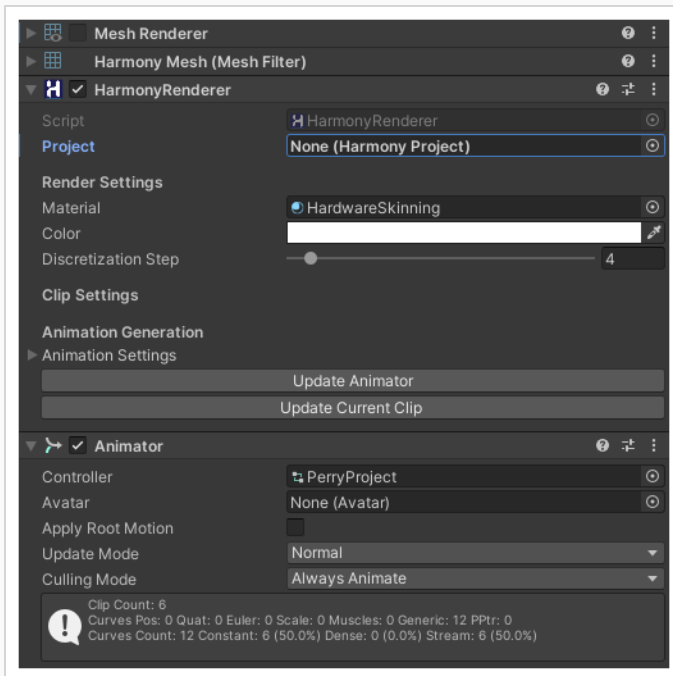 Mesh Renderer
Harmony Mesh (Mesh Filter)
HarmonyRenderer
Script HarmonyRenderer
Project None (Harmony Project)
Render Settings
Material HardwareSkinning
Color
Discretization Step 4
Clip Settings
Animation Generation
Animation Settings
Update Animator
Update Current Clip
Animator
Controller PerryProject
Avatar None (Avatar)
Apply Root Motion
Update Mode Normal
Culling Mode Always Animate
Clip Count: 6
Curves Pos: 0 Quat: 0 Euler: 0 Scale: 0 Muscles: 0 Generic: 12 PPtr: 0
Curves Count: 12 Constant: 6 (50.0%) Dense: 0 (0.0%) Stream: 6 (50.0%)